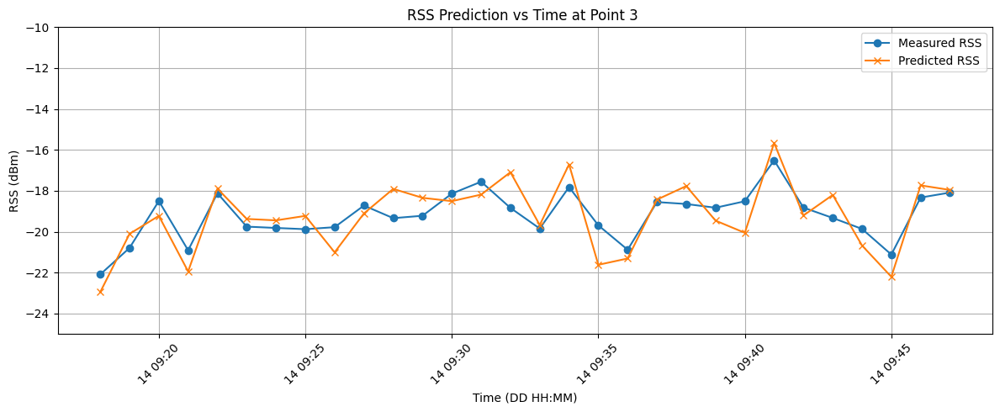 RSS Prediction vs Time at Point 3
Measured RSS
Predicted RSS
RSS (dBm)
−10
−12
−14
−16
−18
−20
−22
−24
14 09:20
14 09:25
14 09:30
14 09:35
14 09:40
14 09:45
Time (DD HH:MM)